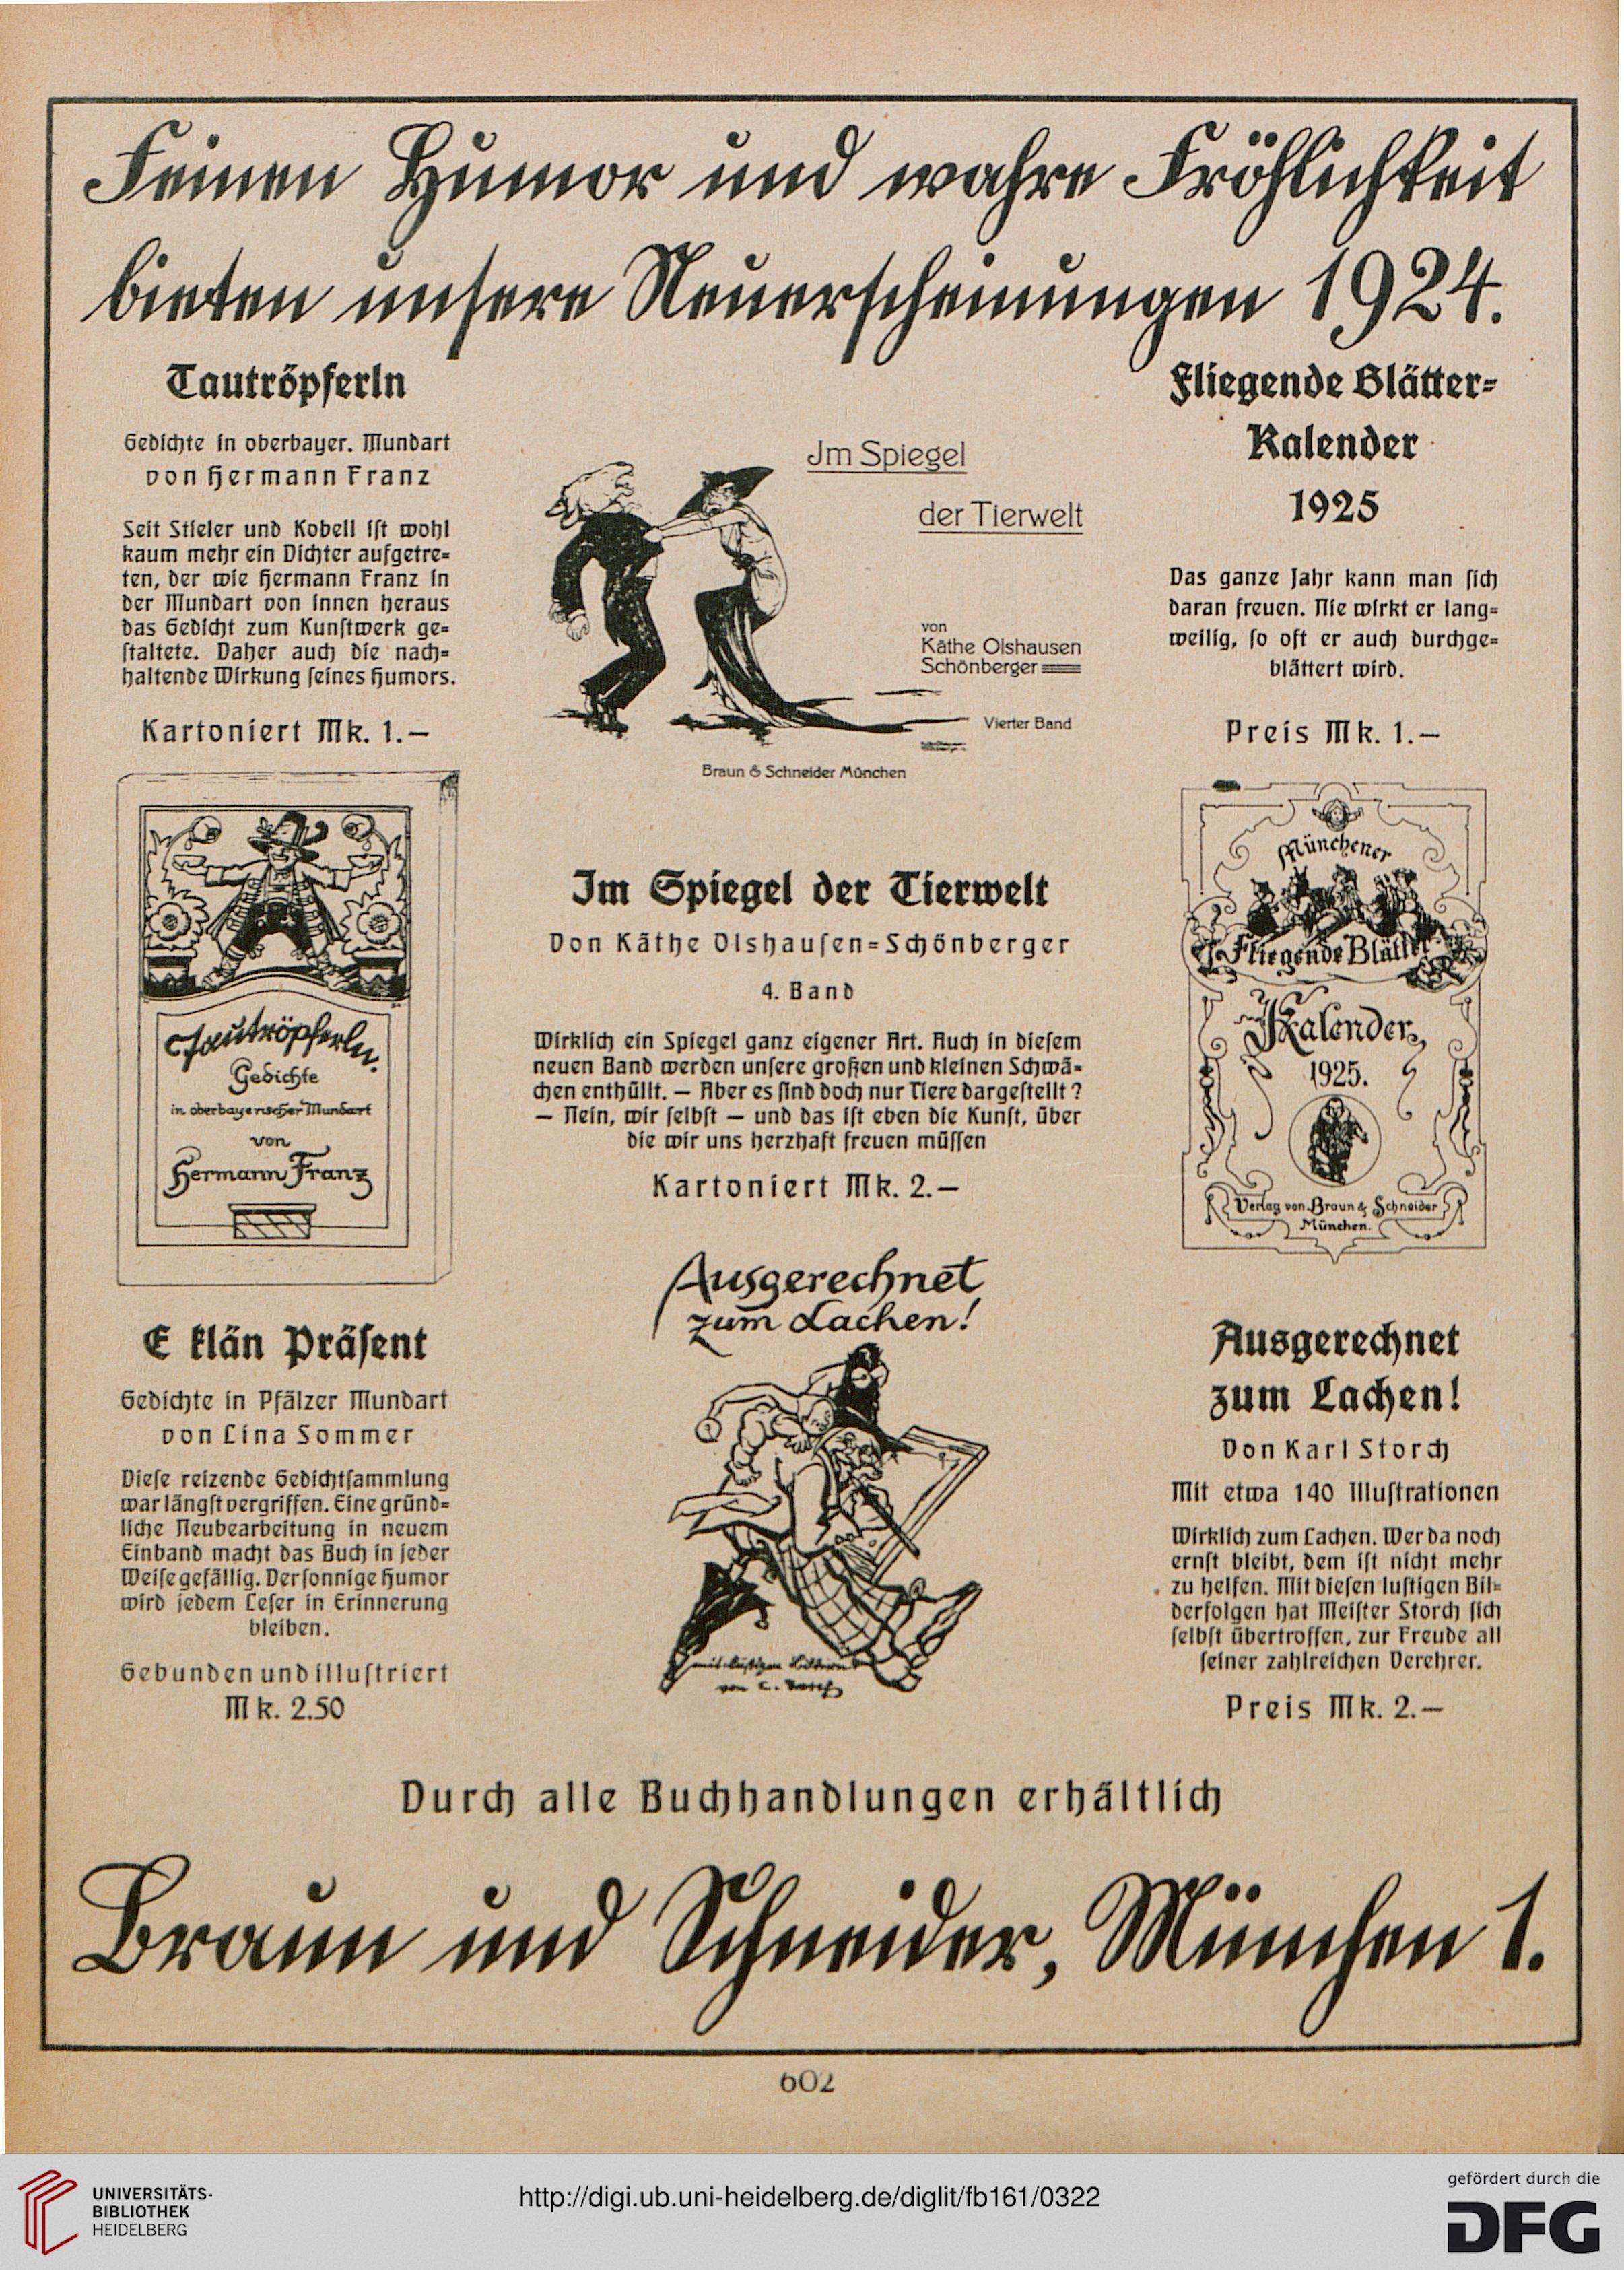 Feinen Humor und wahre Fröhlichkeit
bieten unsere Neuerscheinungen 1924.
Tautröpferln
Gedichte in oberbayer. Mundart
von Hermann Franz
Seit Stieler und Kobell iſt wohl
kaum mehr ein Dichter aufgetre=
ten, der wie Hermann Franz in
der Mundart von innen heraus
das Gedicht zum Kunſtwerk ge=
ſtaltete. Daher auch die nach=
haltende Wirkung ſeines Humors.
Kartoniert Mk. 1.—
Tautröpferln.
Gedichte
in oberbayerischer Mundart
von
Hermann Franz
E klän Präſent
Gedichte in Pfälzer Mundart
von Lina Sommer
Dieſe reizende Gedichtſammlung
war längſt vergriffen. Eine gründ=
liche Neubearbeitung in neuem
Einband macht das Buch in jeder
Weiſe gefällig. Der ſonnige Humor
wird jedem Leſer in Erinnerung
bleiben.
Gebunden und illuſtriert
Mk. 2.50
Im Spiegel
der Tierwelt
von
Käthe Olshausen
Schönberger
Vierter Band
Braun & Schneider München
Im Spiegel der Tierwelt
Von Käthe Olshauſen=Schönberger
4. Band
Wirklich ein Spiegel ganz eigener Art. Auch in dieſem
neuen Band werden unſere großen und kleinen Schwä=
chen enthüllt. — Aber es ſind doch nur Tiere dargeſtellt?
— Nein, wir ſelbſt — und das iſt eben die Kunſt, über
die wir uns herzhaft freuen müſſen
Kartoniert Mk. 2.—
Ausgerechnet
zum Lachen!
mit luſtigen Bildern
von C. Storch
Fliegende Blätter=
Kalender
1925
Das ganze Jahr kann man ſich
daran freuen. Nie wirkt er lang=
weilig, ſo oft er auch durchge=
blättert wird.
Preis Mk. 1.—
Münchener
Fliegende Blätter
Kalender
1925.
Verlag von Braun & Schneider
München.
Ausgerechnet
zum Lachen!
Von Karl Storch
Mit etwa 140 Illuſtrationen
Wirklich zum Lachen. Wer da noch
ernſt bleibt, dem iſt nicht mehr
zu helfen. Mit dieſen luſtigen Bil=
derfolgen hat Meiſter Storch ſich
ſelbſt übertroffen, zur Freude all
ſeiner zahlreichen Verehrer.
Preis Mk. 2.—
Durch alle Buchhandlungen erhältlich
Braun und Schneider, München 1.
602
UNIVERSITÄTS-
BIBLIOTHEK
HEIDELBERG
http://digi.ub.uni-heidelberg.de/diglit/fb161/0322
gefördert durch die
DFG